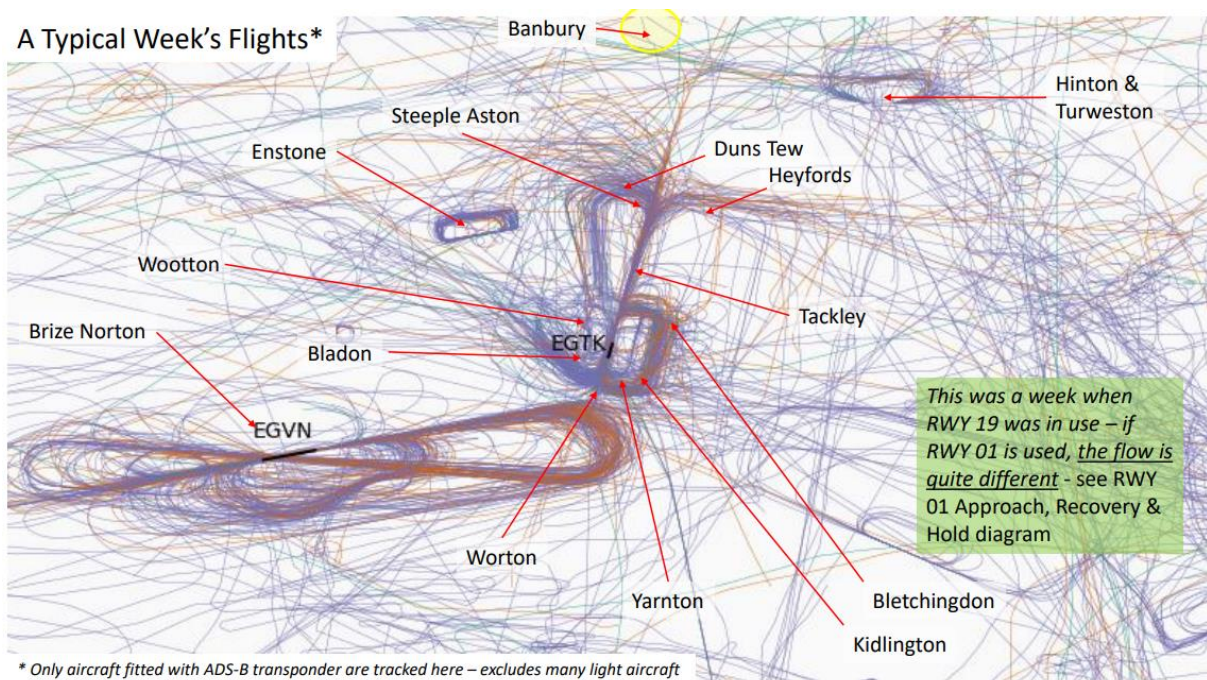 A Typical Week's Flights*
Banbury
Hinton &
Turweston
Steeple Aston
Duns Tew
Enstone
Heyfords
Wootton
Tackley
Brize Norton
Bladon
EGTK
EGVN
This was a week when
RWY 19 was in use – if
RWY 01 is used, the flow is
quite different - see RWY
01 Approach, Recovery &
Hold diagram
Worton
Yarnton
Bletchingdon
Kidlington
* Only aircraft fitted with ADS-B transponder are tracked here – excludes many light aircraft